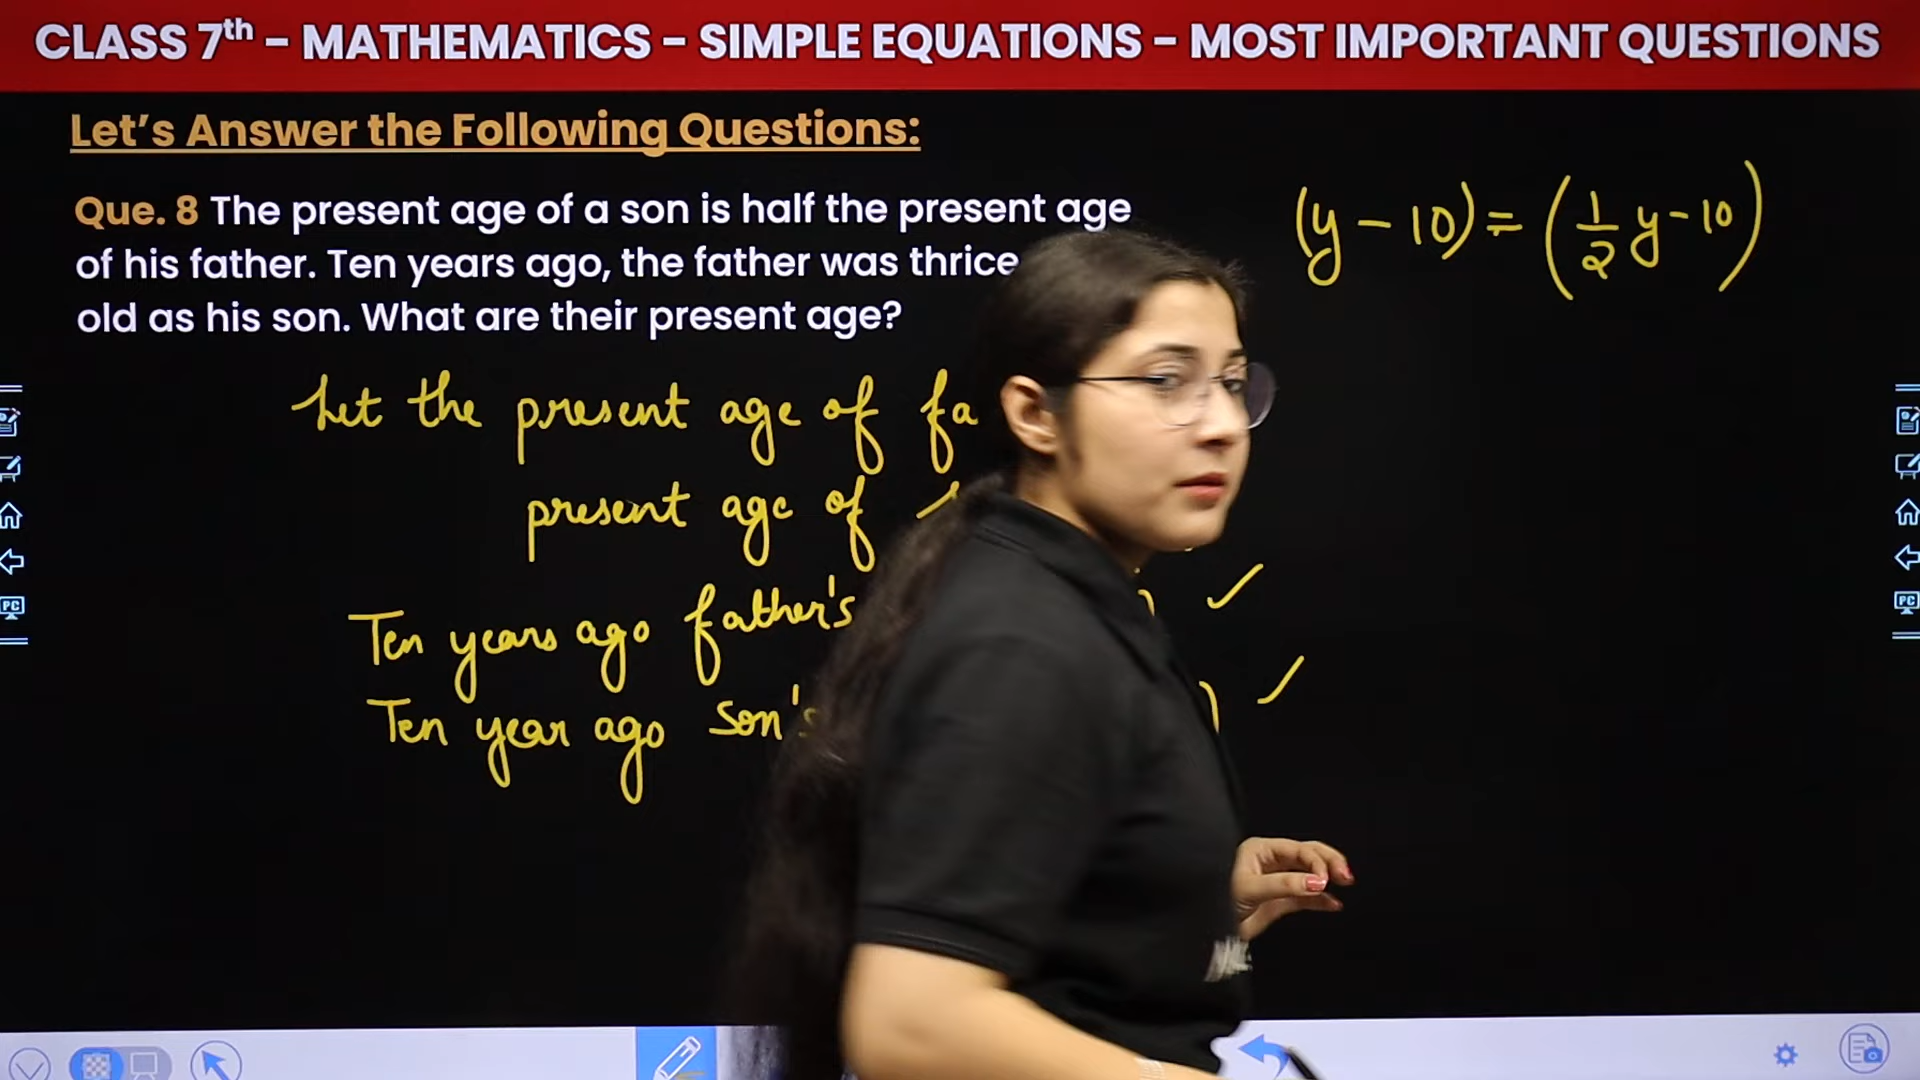 CLASS 7th - MATHEMATICS - SIMPLE EQUATIONS - MOST IMPORTANT QUESTIONS
Let's Answer the Following Questions:
Que. 8 The present age of a son is half the present age
of his father. Ten years ago, the father was thrice
old as his son. What are their present age?
(y - 10) = (1/2 y - 10)
Let the present age of fa
present age of
Ten years ago father's
Ten year ago son's
PC
PC